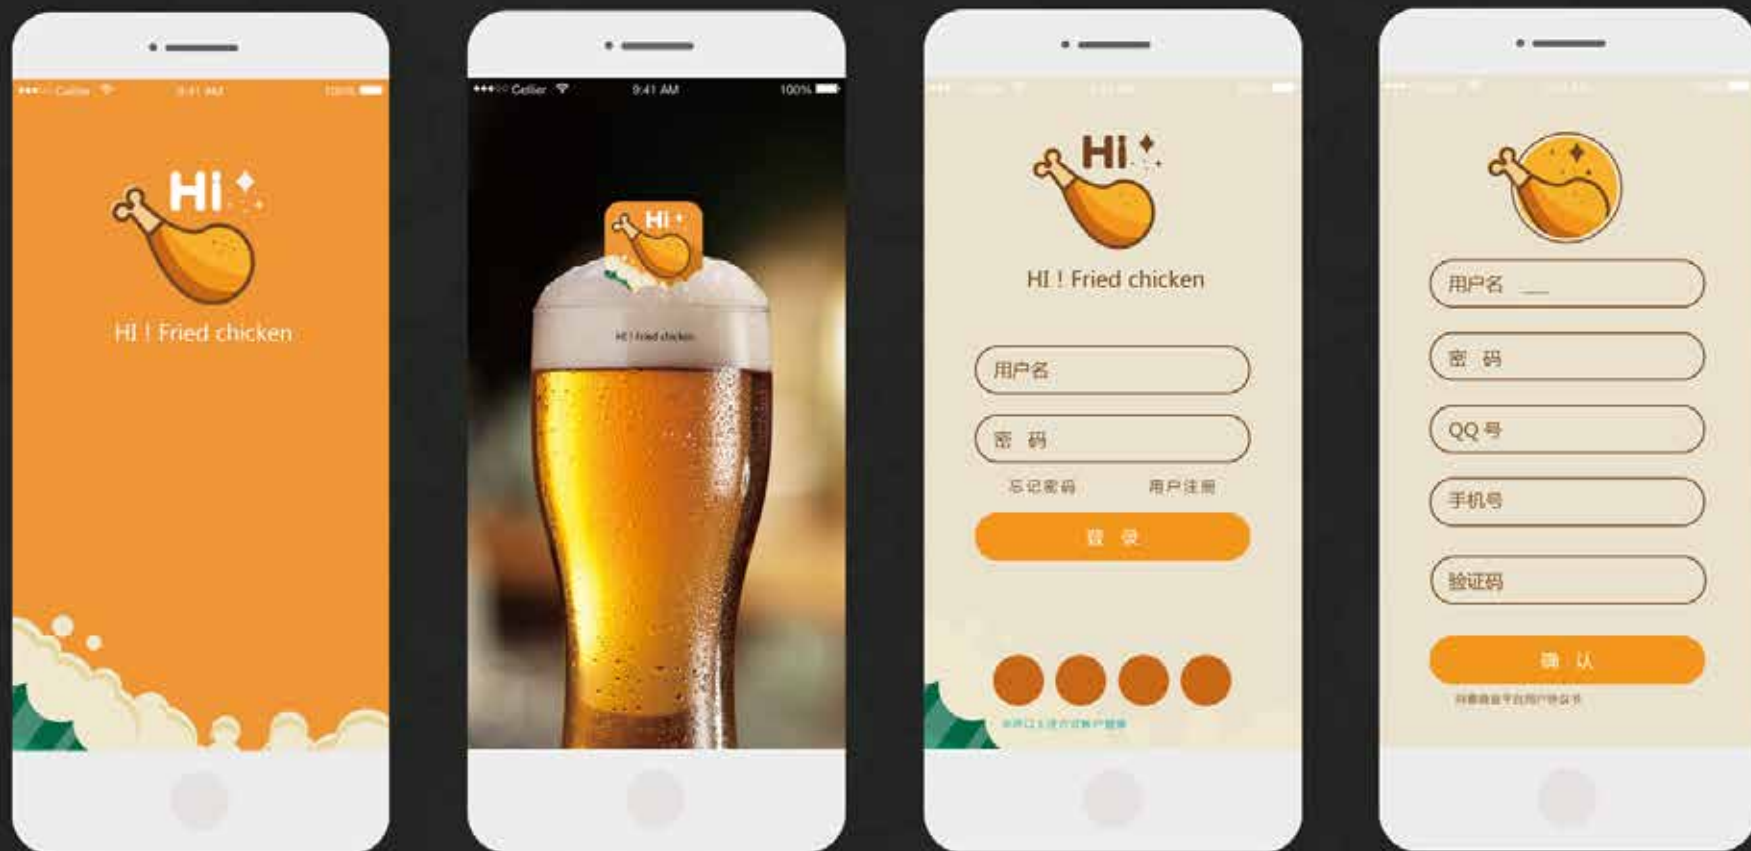 9:41 AM
100%
Hi
HI ! Fried chicken
9:41 AM
100%
Hi
HI ! Fried chicken
Hi
HI ! Fried chicken
用户名
密 码
忘记密码
用户注册
登 录
用户名
密 码
QQ 号
手机号
验证码
确 认